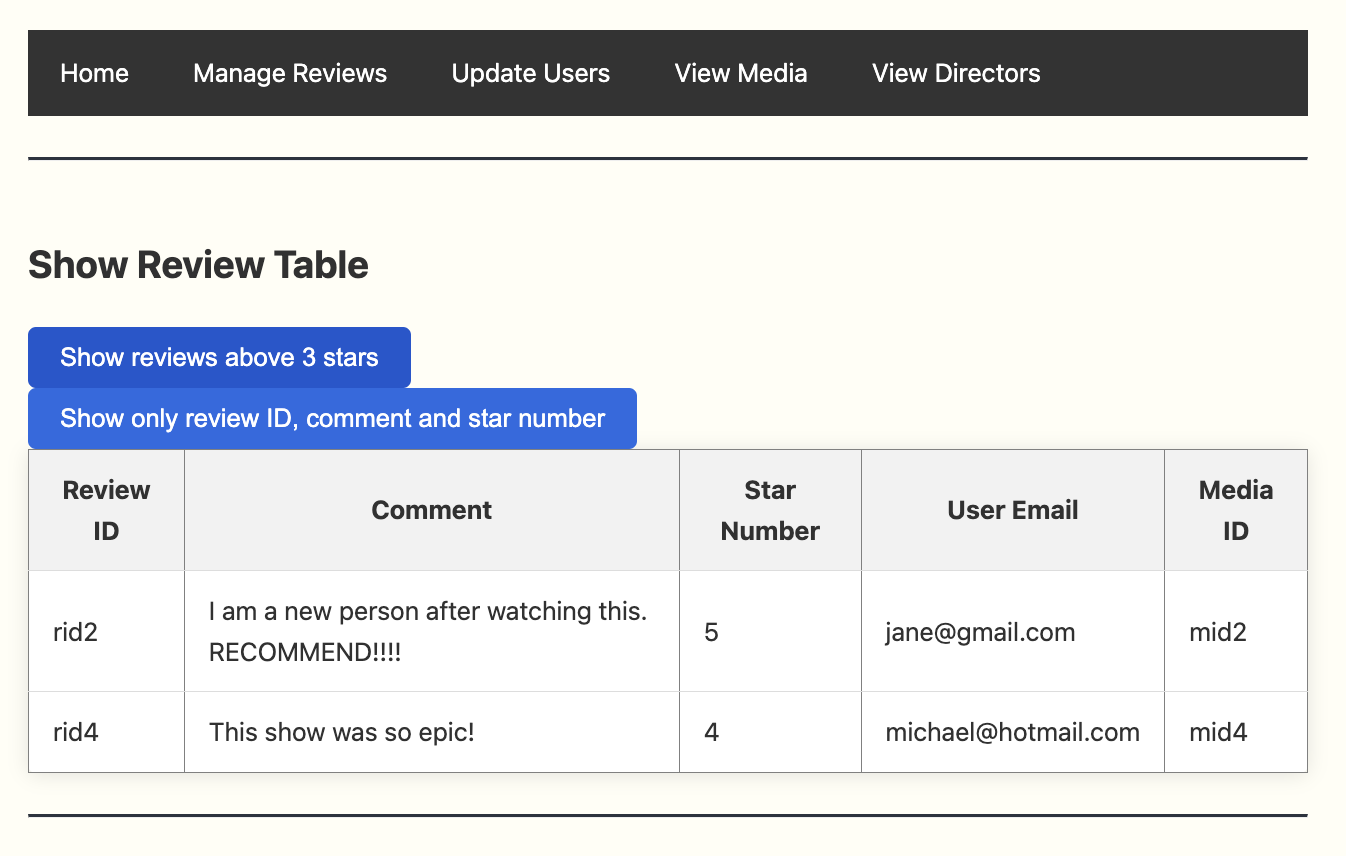 Home Manage Reviews Update Users View Media View Directors
Show Review Table
Show reviews above 3 stars
Show only review ID, comment and star number
Review ID Comment Star Number User Email Media ID
rid2 I am a new person after watching this. RECOMMEND!!!! 5 jane@gmail.com mid2
rid4 This show was so epic! 4 michael@hotmail.com mid4